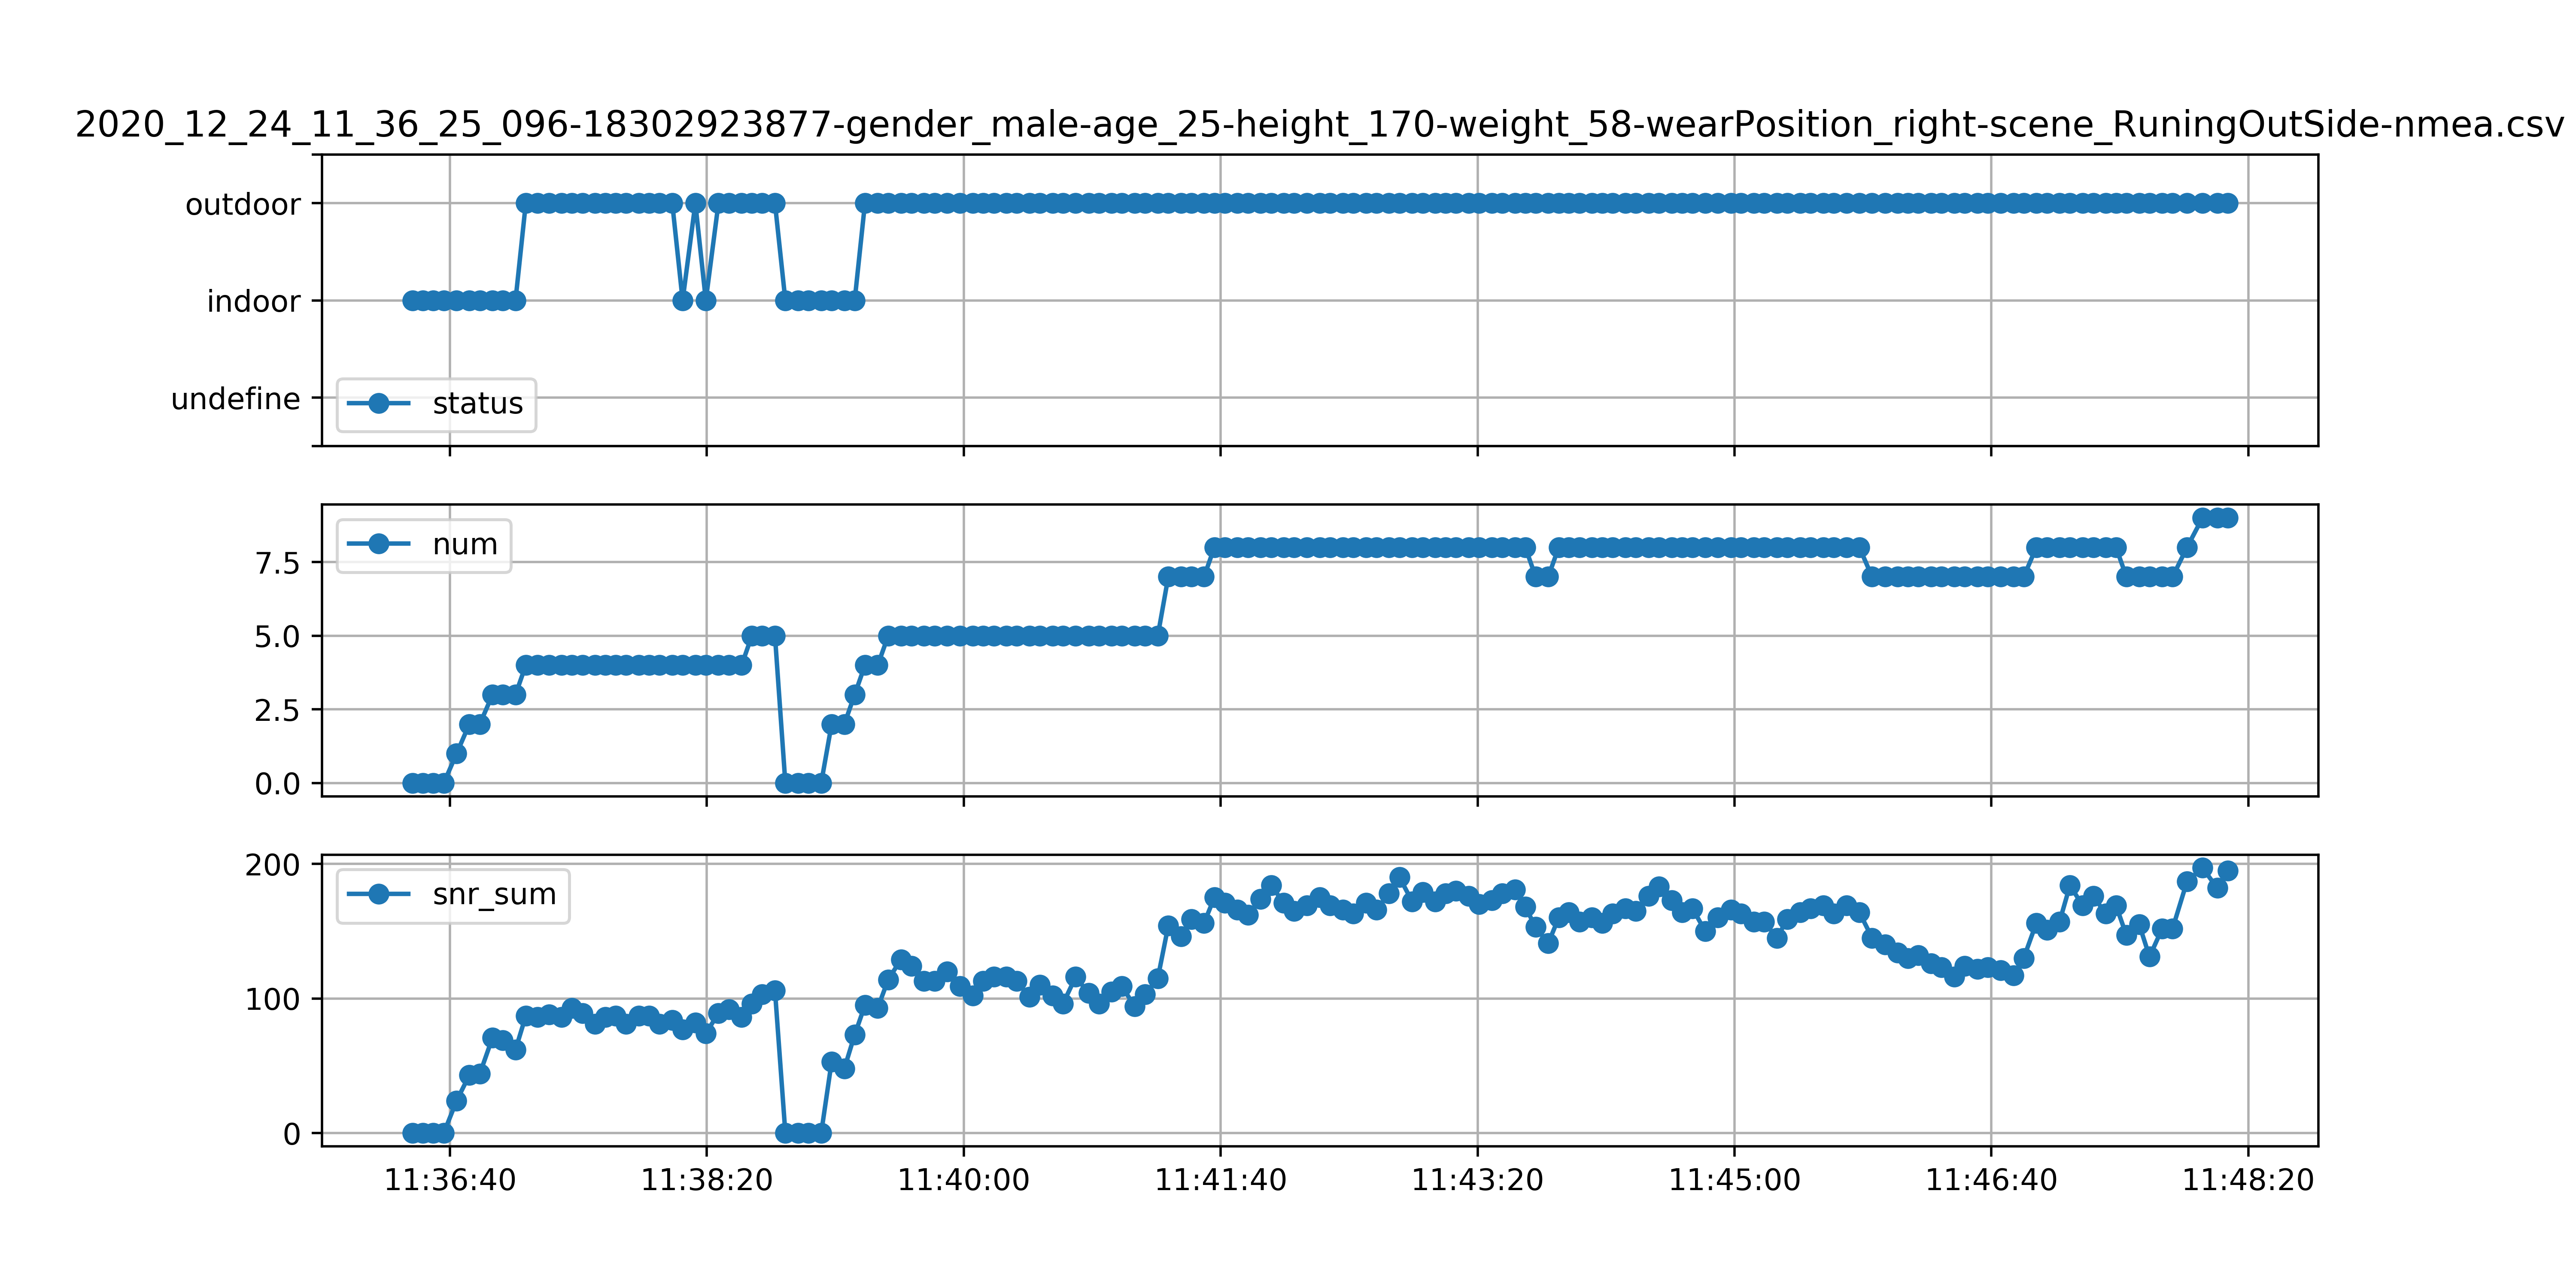 2020_12_24_11_36_25_096-18302923877-gender_male-age_25-height_170-weight_58-wearPosition_right-scene_RuningOutSide-nmea.csv
outdoor
indoor
undefine
status
num
7.5
5.0
2.5
0.0
snr_sum
200
100
0
11:36:40 11:38:20 11:40:00 11:41:40 11:43:20 11:45:00 11:46:40 11:48:20